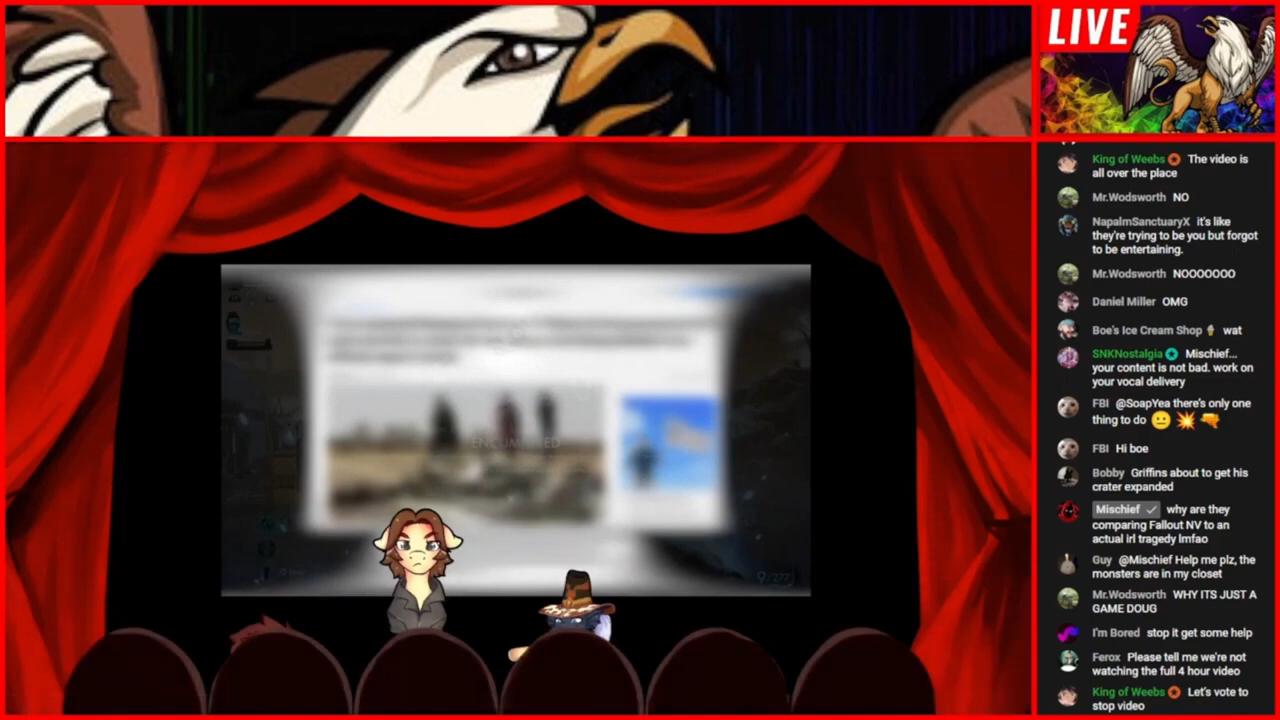 LIVE
King of Weebs The video is
all over the place
Mr.Wodsworth NO
NapalmSanctuaryX it's like
they're trying to be you but forgot
to be entertaining.
Mr.Wodsworth NOOOOOOO
Daniel Miller OMG
Boe's Ice Cream Shop 🍦 wat
SNKNostalgia Mischief...
your content is not bad. work on
your vocal delivery
FBI @SoapYea there's only one
thing to do 😐 💥 🔫
FBI Hi boe
Bobby Griffins about to get his
crater expanded
Mischief ✓ why are they
comparing Fallout NV to an
actual irl tragedy lmfao
Guy @Mischief Help me plz, the
monsters are in my closet
Mr.Wodsworth WHY ITS JUST A
GAME DOUG
I'm Bored stop it get some help
Ferox Please tell me we're not
watching the full 4 hour video
King of Weebs Let's vote to
stop video